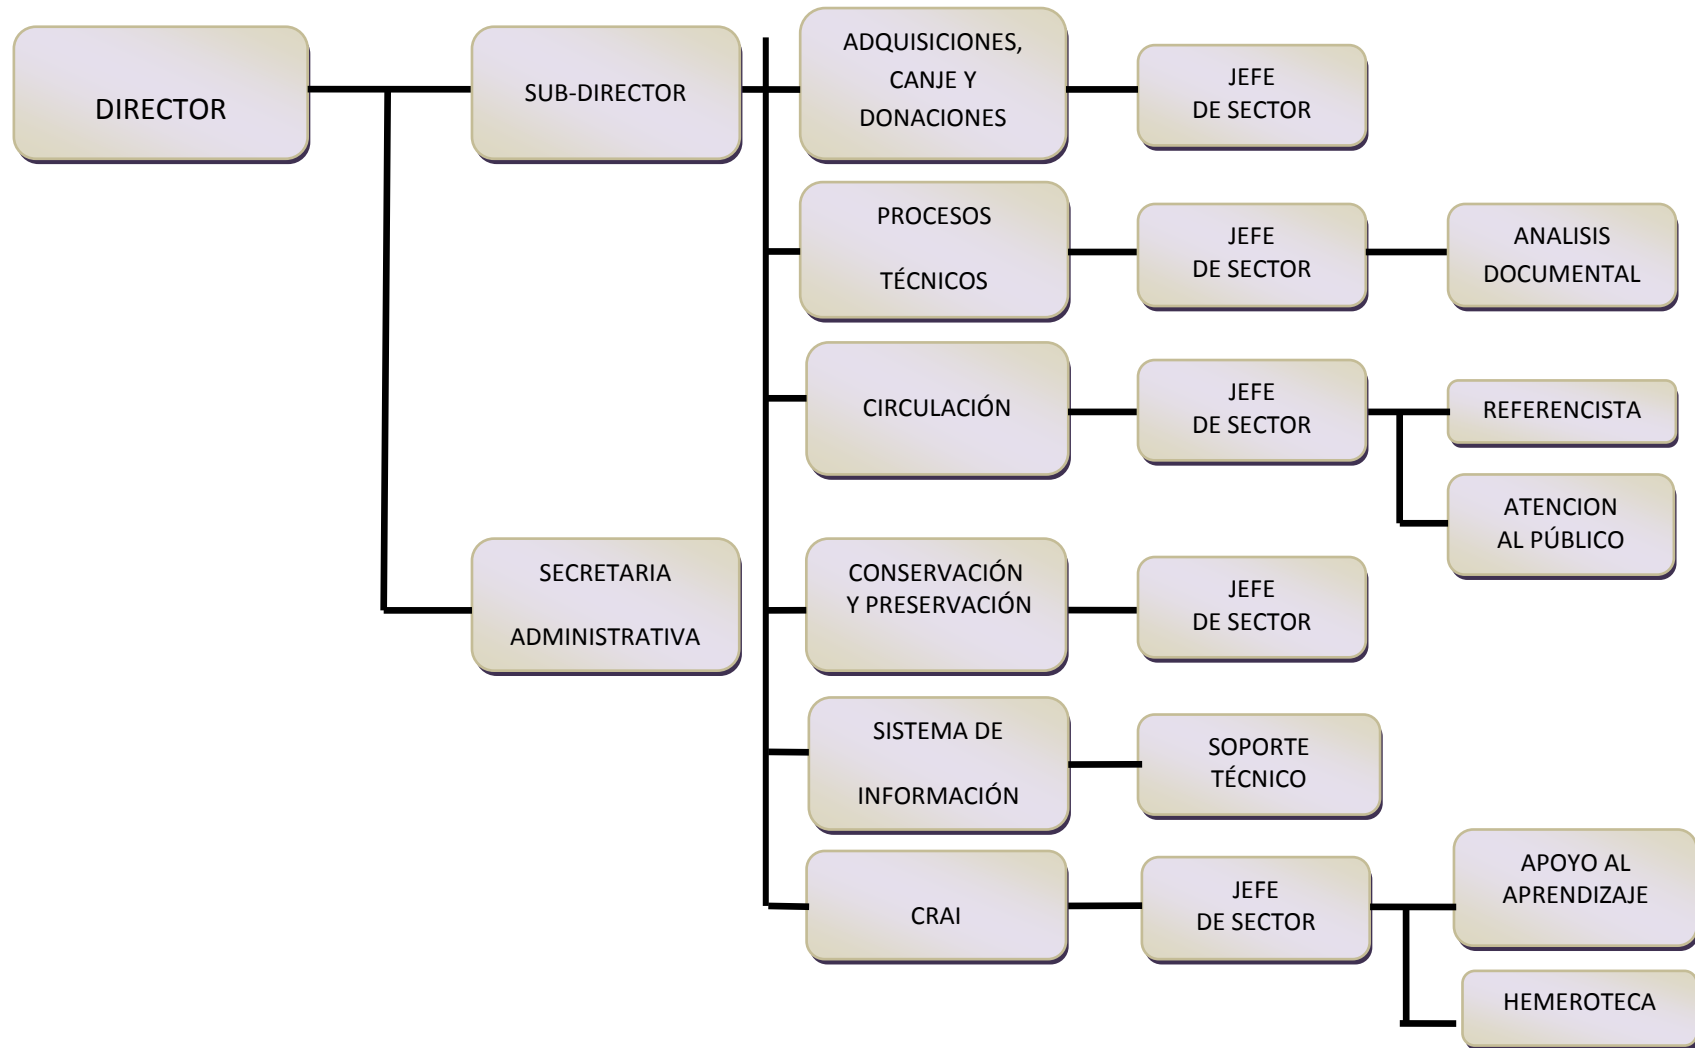 DIRECTOR
SUB-DIRECTOR
SECRETARIA
ADMINISTRATIVA
ADQUISICIONES,
CANJE Y
DONACIONES
JEFE
DE SECTOR
PROCESOS
TÉCNICOS
JEFE
DE SECTOR
ANALISIS
DOCUMENTAL
CIRCULACIÓN
JEFE
DE SECTOR
REFERENCISTA
ATENCION
AL PÚBLICO
CONSERVACIÓN
Y PRESERVACIÓN
JEFE
DE SECTOR
SISTEMA DE
INFORMACIÓN
SOPORTE
TÉCNICO
CRAI
JEFE
DE SECTOR
APOYO AL
APRENDIZAJE
HEMEROTECA